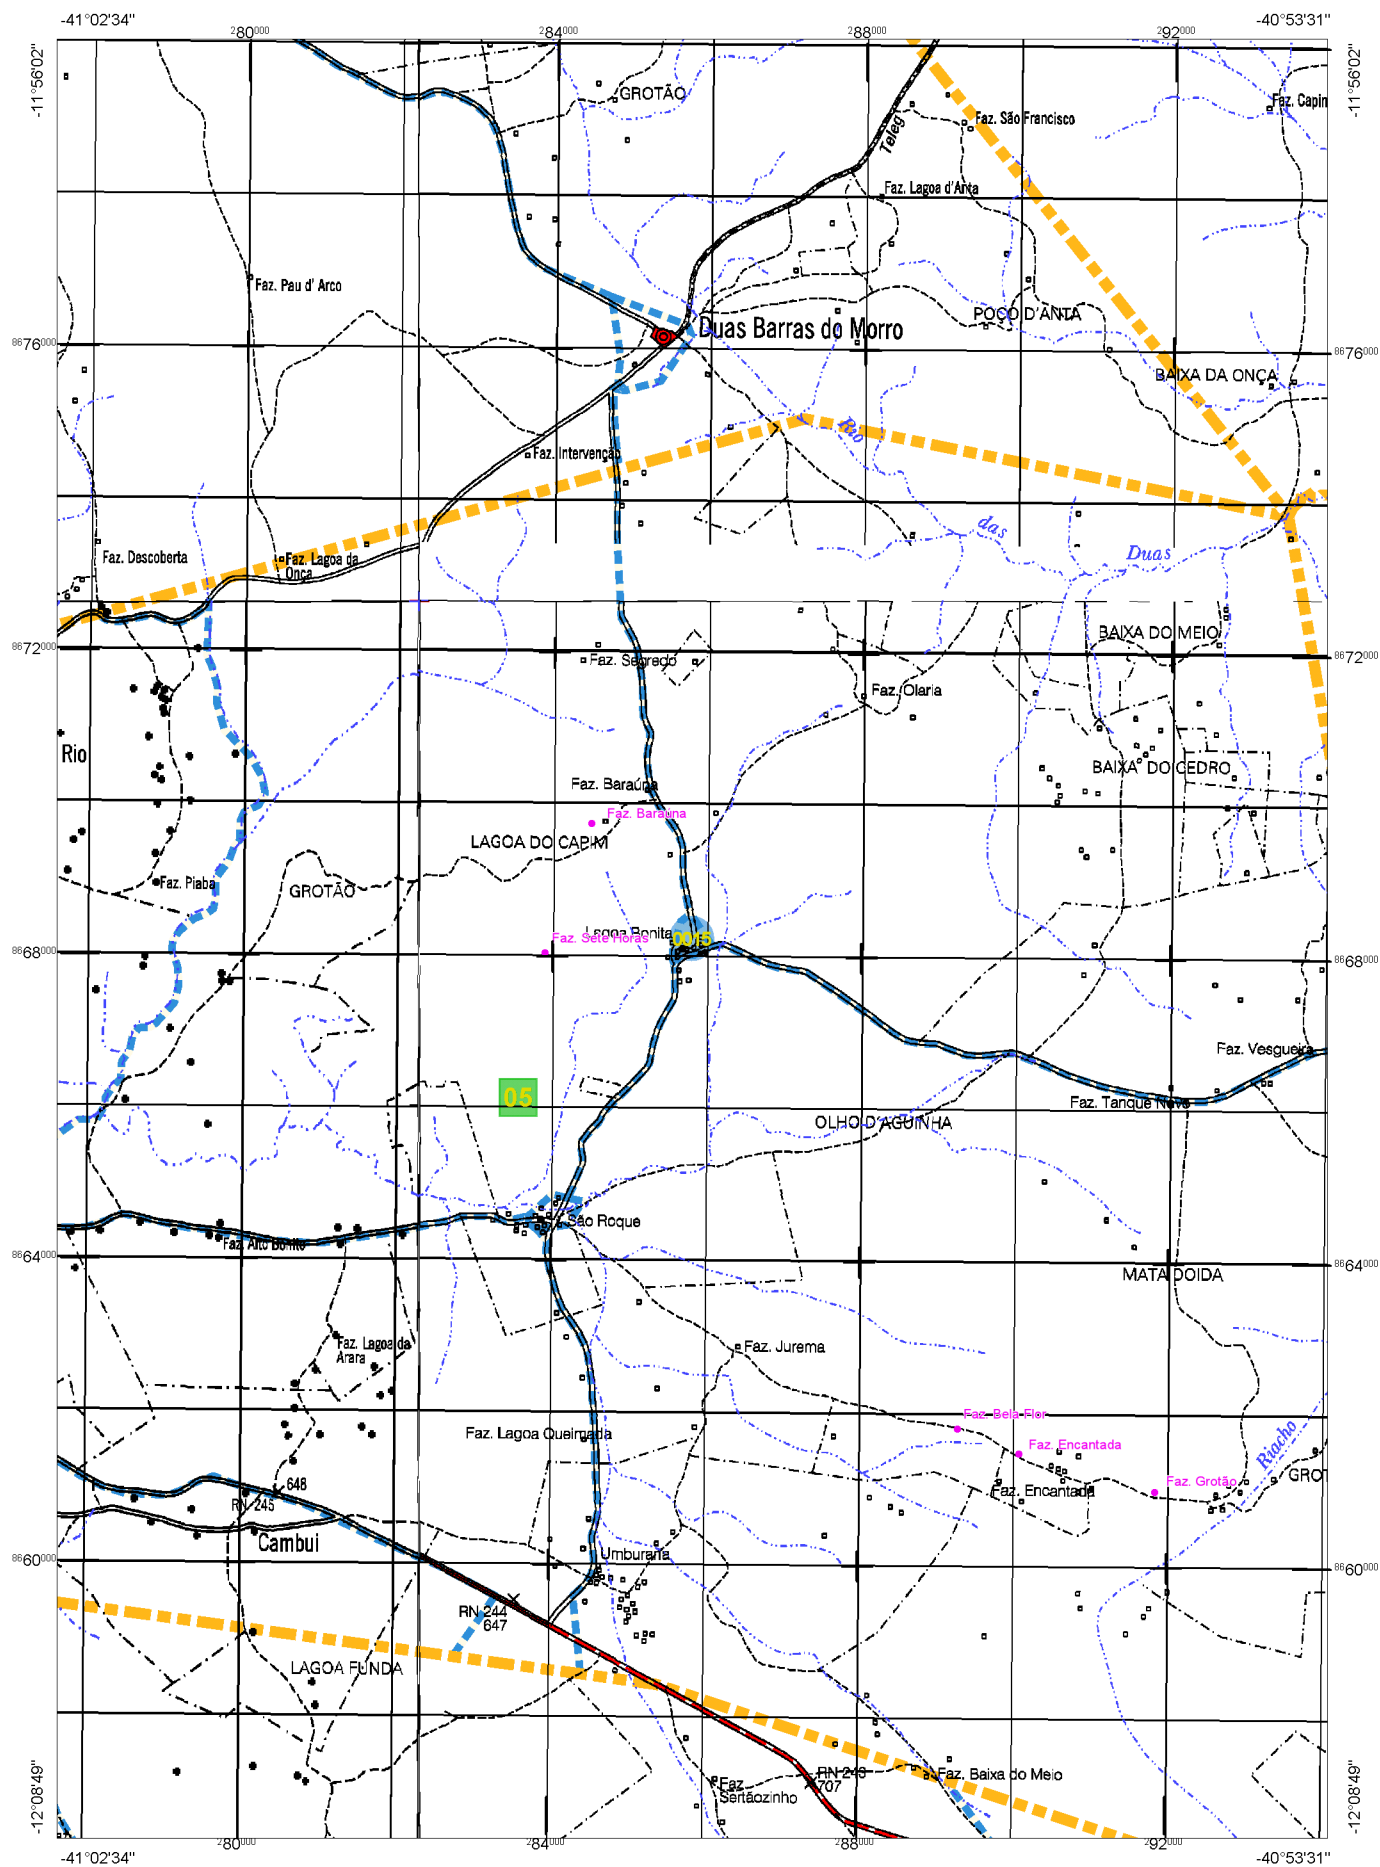 -41°02'34"
-40°53'31"
280000
284000
288000
292000
-11°56'02"
-11°56'02"
GROTÃO
Faz. Capin
Faz. São Francisco
Teleg
Faz. Lagoa d'Anta
Faz. Pau d' Arco
POÇO D'ANTA
Duas Barras do Morro
8676000
8676000
BAIXA DA ONÇA
Rio
Faz. Intervenção
das
Duas
Faz. Descoberta
Faz. Lagoa da
Onça
BAIXA DO MEIO
8672000
8672000
Faz. Segredo
Faz. Olaria
Rio
BAIXA DO CEDRO
Faz. Baraúna
Faz. Baraúna
LAGOA DO CAPIM
Faz. Piaba
GROTÃO
Lagoa Bonita
Faz. Sete Horas
0015
8668000
8668000
Faz. Vesgueira
05
Faz. Tanque Novo
OLHO D'AGUINHA
São Roque
Faz. Alto Bonito
8664000
8664000
MATA DOIDA
Faz. Lagoa da
Arara
Faz. Jurema
Faz. Bela Flor
Faz. Lagoa Queimada
Riacho
Faz. Encantada
GROT
Faz. Grotão
648
Faz. Encantada
RN-245
Cambui
Umburana
8660000
8660000
RN 244
647
LAGOA FUNDA
RN 243
707
Faz. Baixa do Meio
Faz
Sertãozinho
-12°08'49"
-12°08'49"
280000
284000
288000
292000
-41°02'34"
-40°53'31"